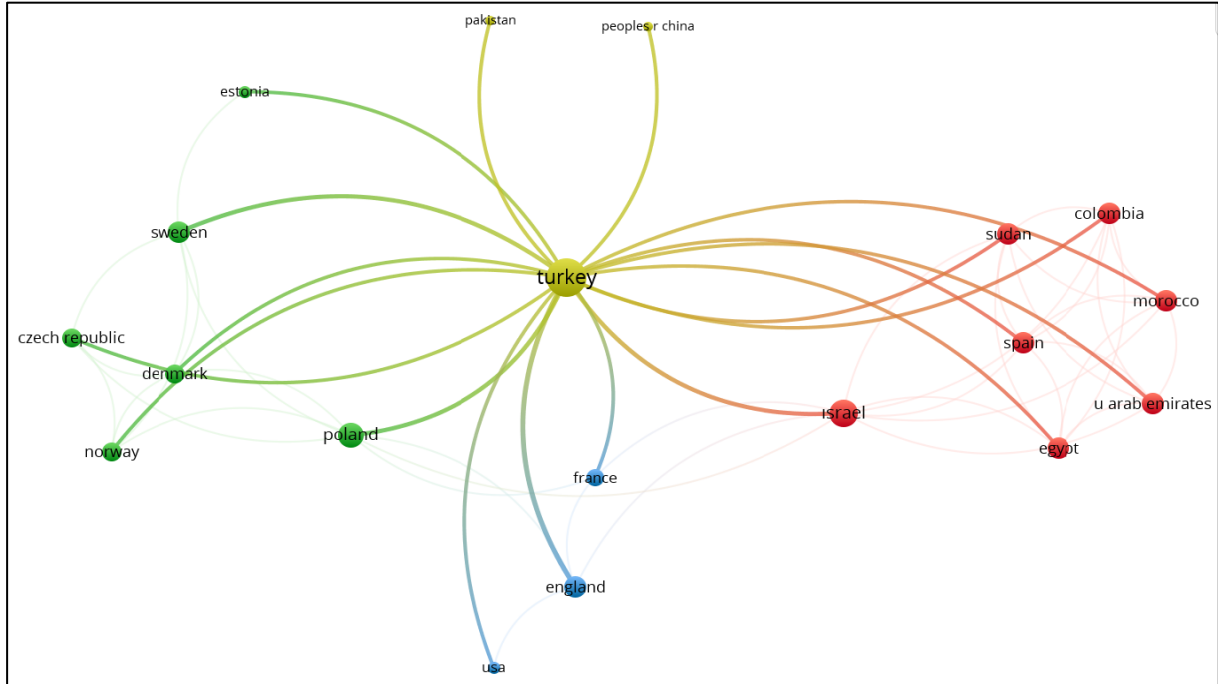 pakistan
peoples r china
estonia
sweden
colombia
sudan
turkey
morocco
czech republic
spain
denmark
u arab emirates
ısrael
poland
egypt
norway
france
england
usa